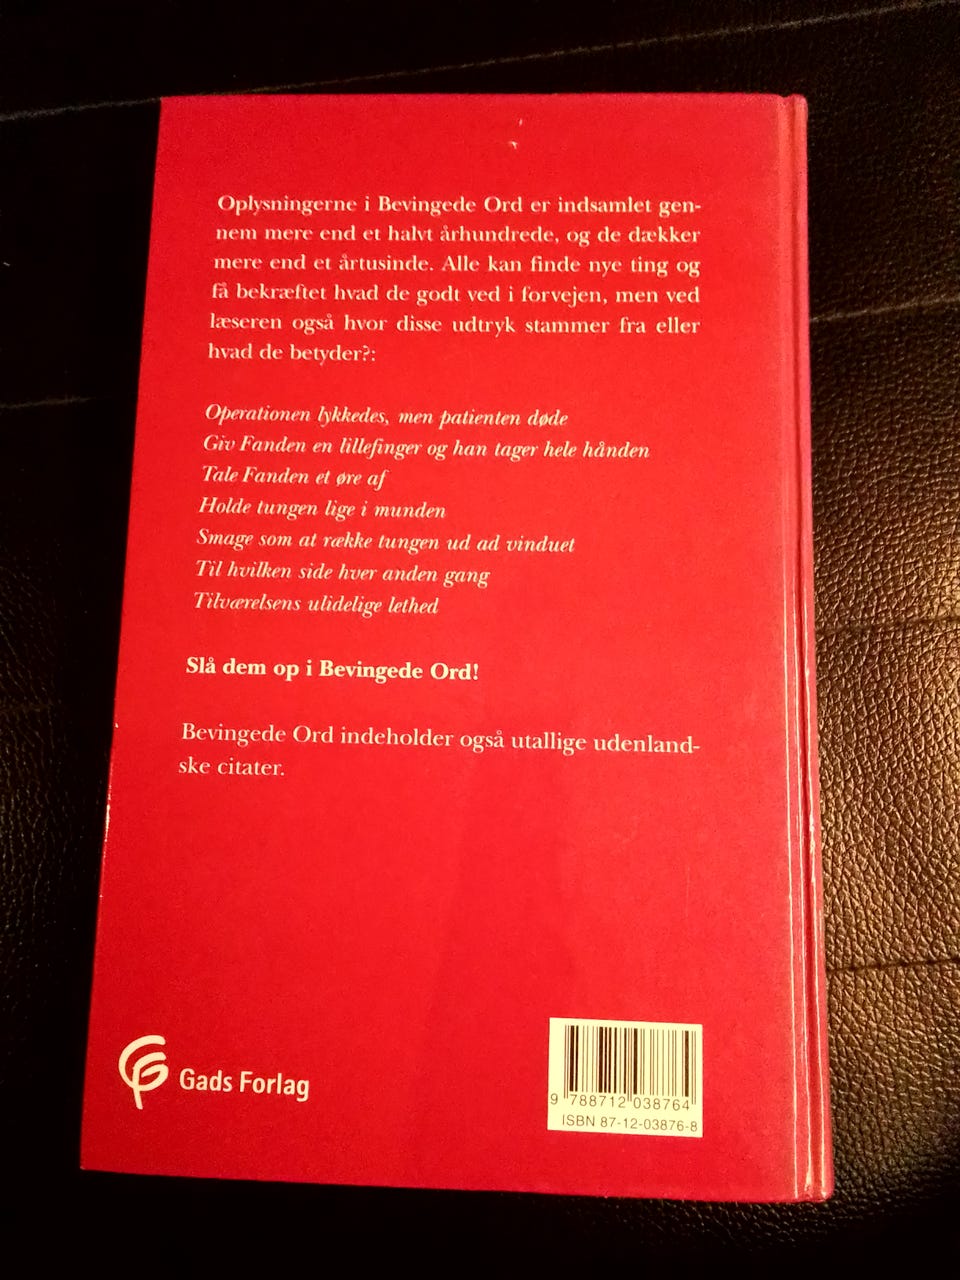 Oplysningerne i Bevingede Ord er indsamlet gen-
nem mere end et halvt århundrede, og de dækker
mere end et årtusinde. Alle kan finde nye ting og
få bekræftet hvad de godt ved i forvejen, men ved
læseren også hvor disse udtryk stammer fra eller
hvad de betyder?:
Operationen lykkedes, men patienten døde
Giv Fanden en lillefinger og han tager hele hånden
Tale Fanden et øre af
Holde tungen lige i munden
Smage som at række tungen ud ad vinduet
Til hvilken side hver anden gang
Tilværelsens ulidelige lethed
Slå dem op i Bevingede Ord!
Bevingede Ord indeholder også utallige udenland-
ske citater.
Gads Forlag
9 788712 038764
ISBN 87-12-03876-8